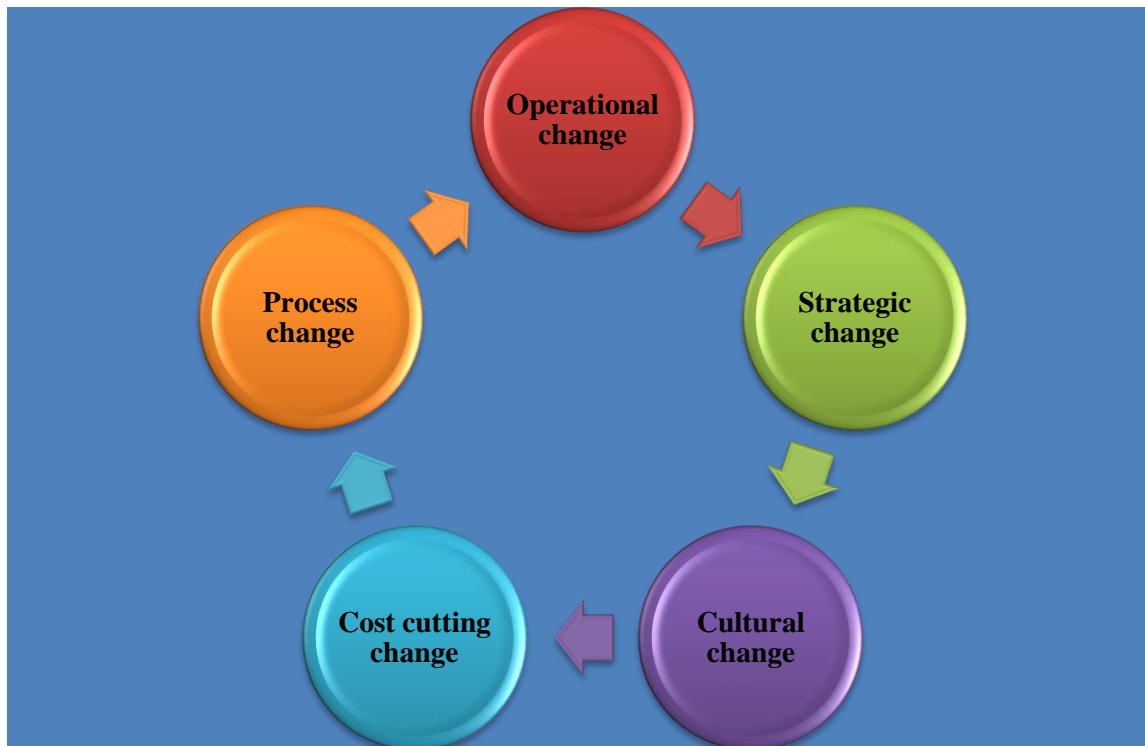 Operational
change
Strategic
change
Cultural
change
Cost cutting
change
Process
change